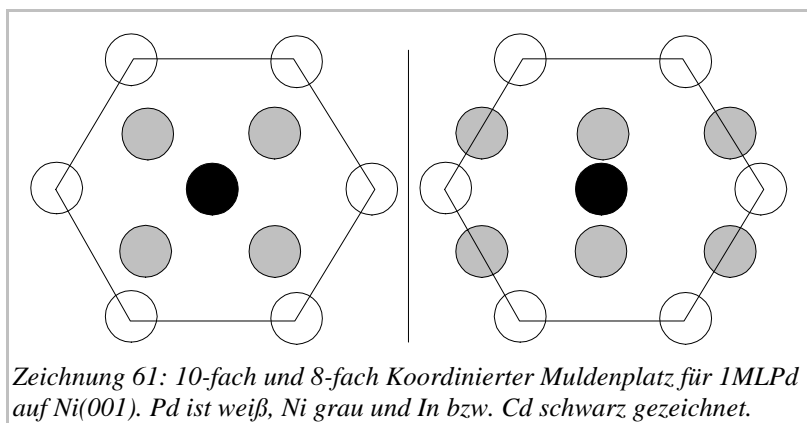 Zeichnung 61: 10-fach und 8-fach Koordinierter Muldenplatz für 1MLPd
auf Ni(001). Pd ist weiß, Ni grau und In bzw. Cd schwarz gezeichnet.